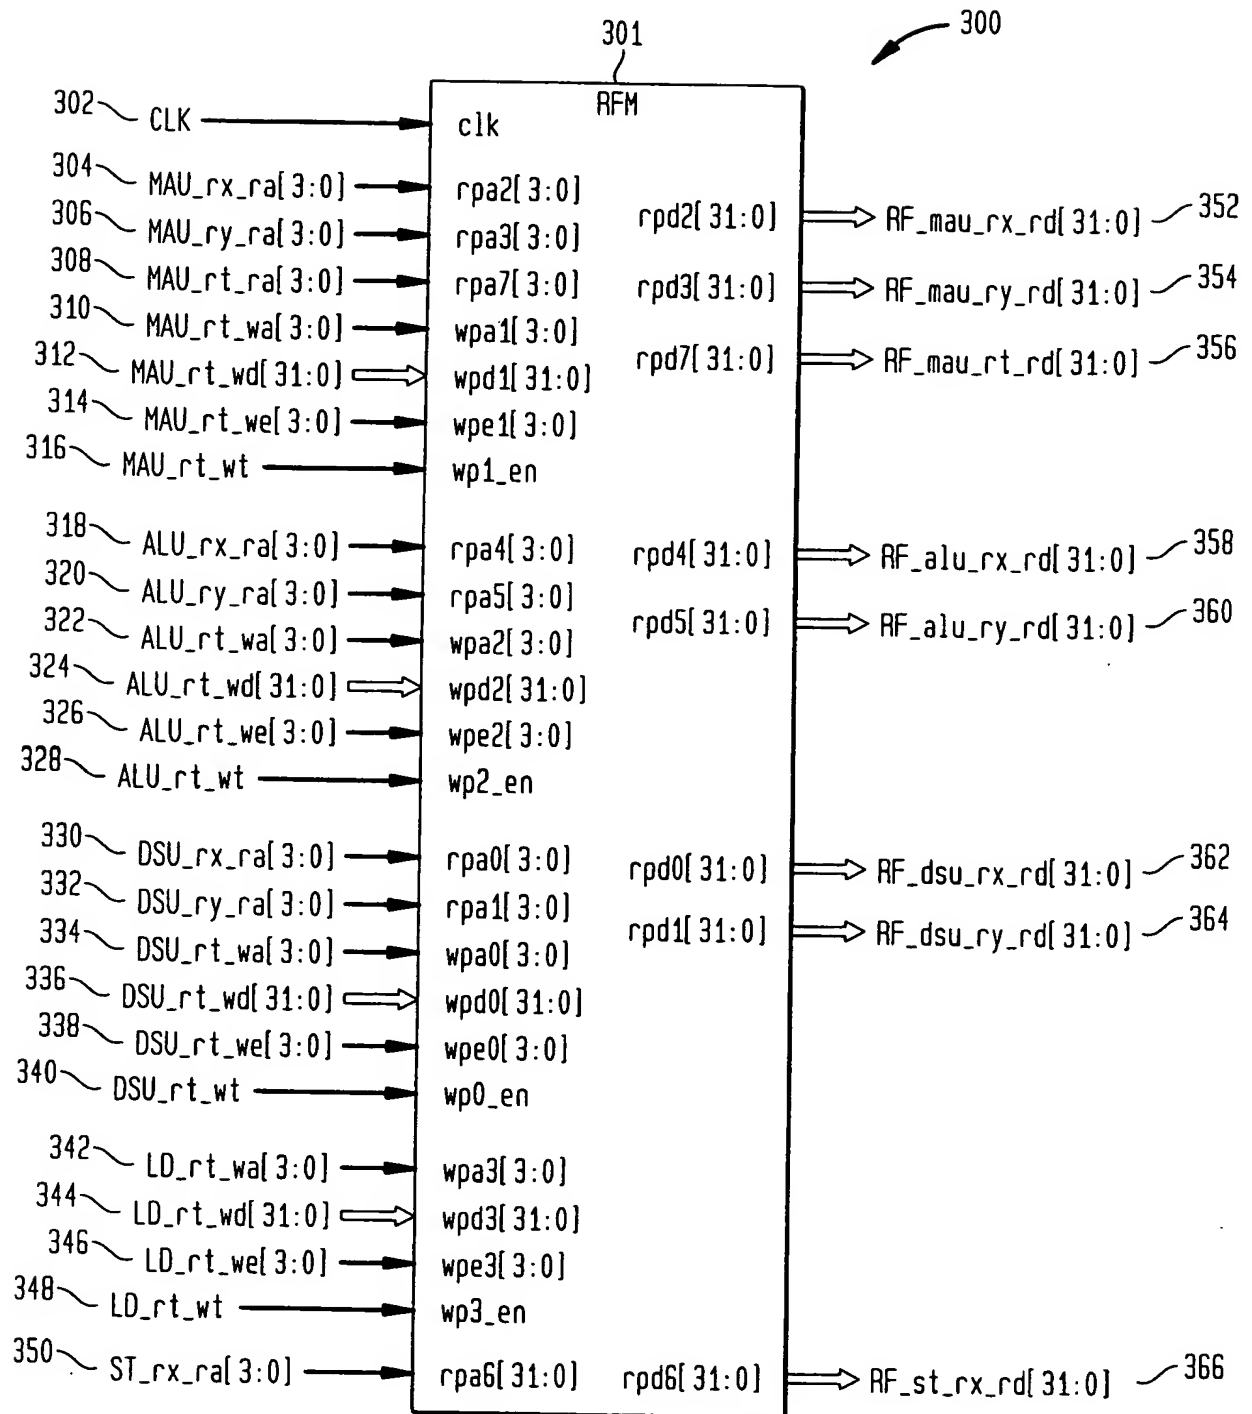 300
301
RFM
302 CLK clk
304 MAU_rx_ra[3:0] rpa2[3:0]
rpd2[31:0] RF_mau_rx_rd[31:0] 352
306 MAU_ry_ra[3:0] rpa3[3:0]
308 MAU_rt_ra[3:0] rpa7[3:0]
rpd3[31:0] RF_mau_ry_rd[31:0] 354
310 MAU_rt_wa[3:0] wpa1[3:0]
rpd7[31:0] RF_mau_rt_rd[31:0] 356
312 MAU_rt_wd[31:0] wpd1[31:0]
314 MAU_rt_we[3:0] wpe1[3:0]
316 MAU_rt_wt wp1_en
318 ALU_rx_ra[3:0] rpa4[3:0]
rpd4[31:0] RF_alu_rx_rd[31:0] 358
320 ALU_ry_ra[3:0] rpa5[3:0]
rpd5[31:0] RF_alu_ry_rd[31:0] 360
322 ALU_rt_wa[3:0] wpa2[3:0]
324 ALU_rt_wd[31:0] wpd2[31:0]
326 ALU_rt_we[3:0] wpe2[3:0]
328 ALU_rt_wt wp2_en
330 DSU_rx_ra[3:0] rpa0[3:0]
rpd0[31:0] RF_dsu_rx_rd[31:0] 362
332 DSU_ry_ra[3:0] rpa1[3:0]
rpd1[31:0] RF_dsu_ry_rd[31:0] 364
334 DSU_rt_wa[3:0] wpa0[3:0]
336 DSU_rt_wd[31:0] wpd0[31:0]
338 DSU_rt_we[3:0] wpe0[3:0]
340 DSU_rt_wt wp0_en
342 LD_rt_wa[3:0] wpa3[3:0]
344 LD_rt_wd[31:0] wpd3[31:0]
346 LD_rt_we[3:0] wpe3[3:0]
348 LD_rt_wt wp3_en
350 ST_rx_ra[3:0] rpa6[31:0]
rpd6[31:0] RF_st_rx_rd[31:0] 366